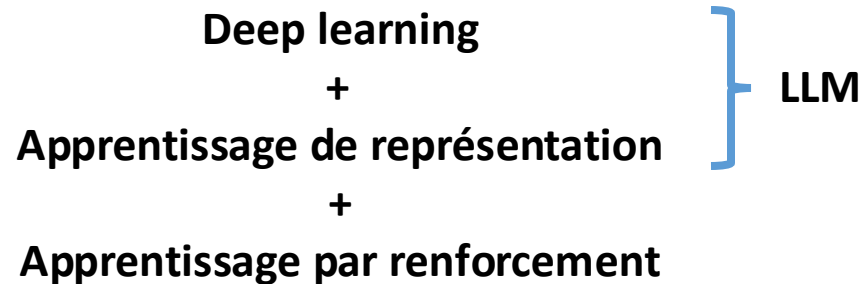 Deep learning
+
LLM
Apprentissage de représentation
+
Apprentissage par renforcement